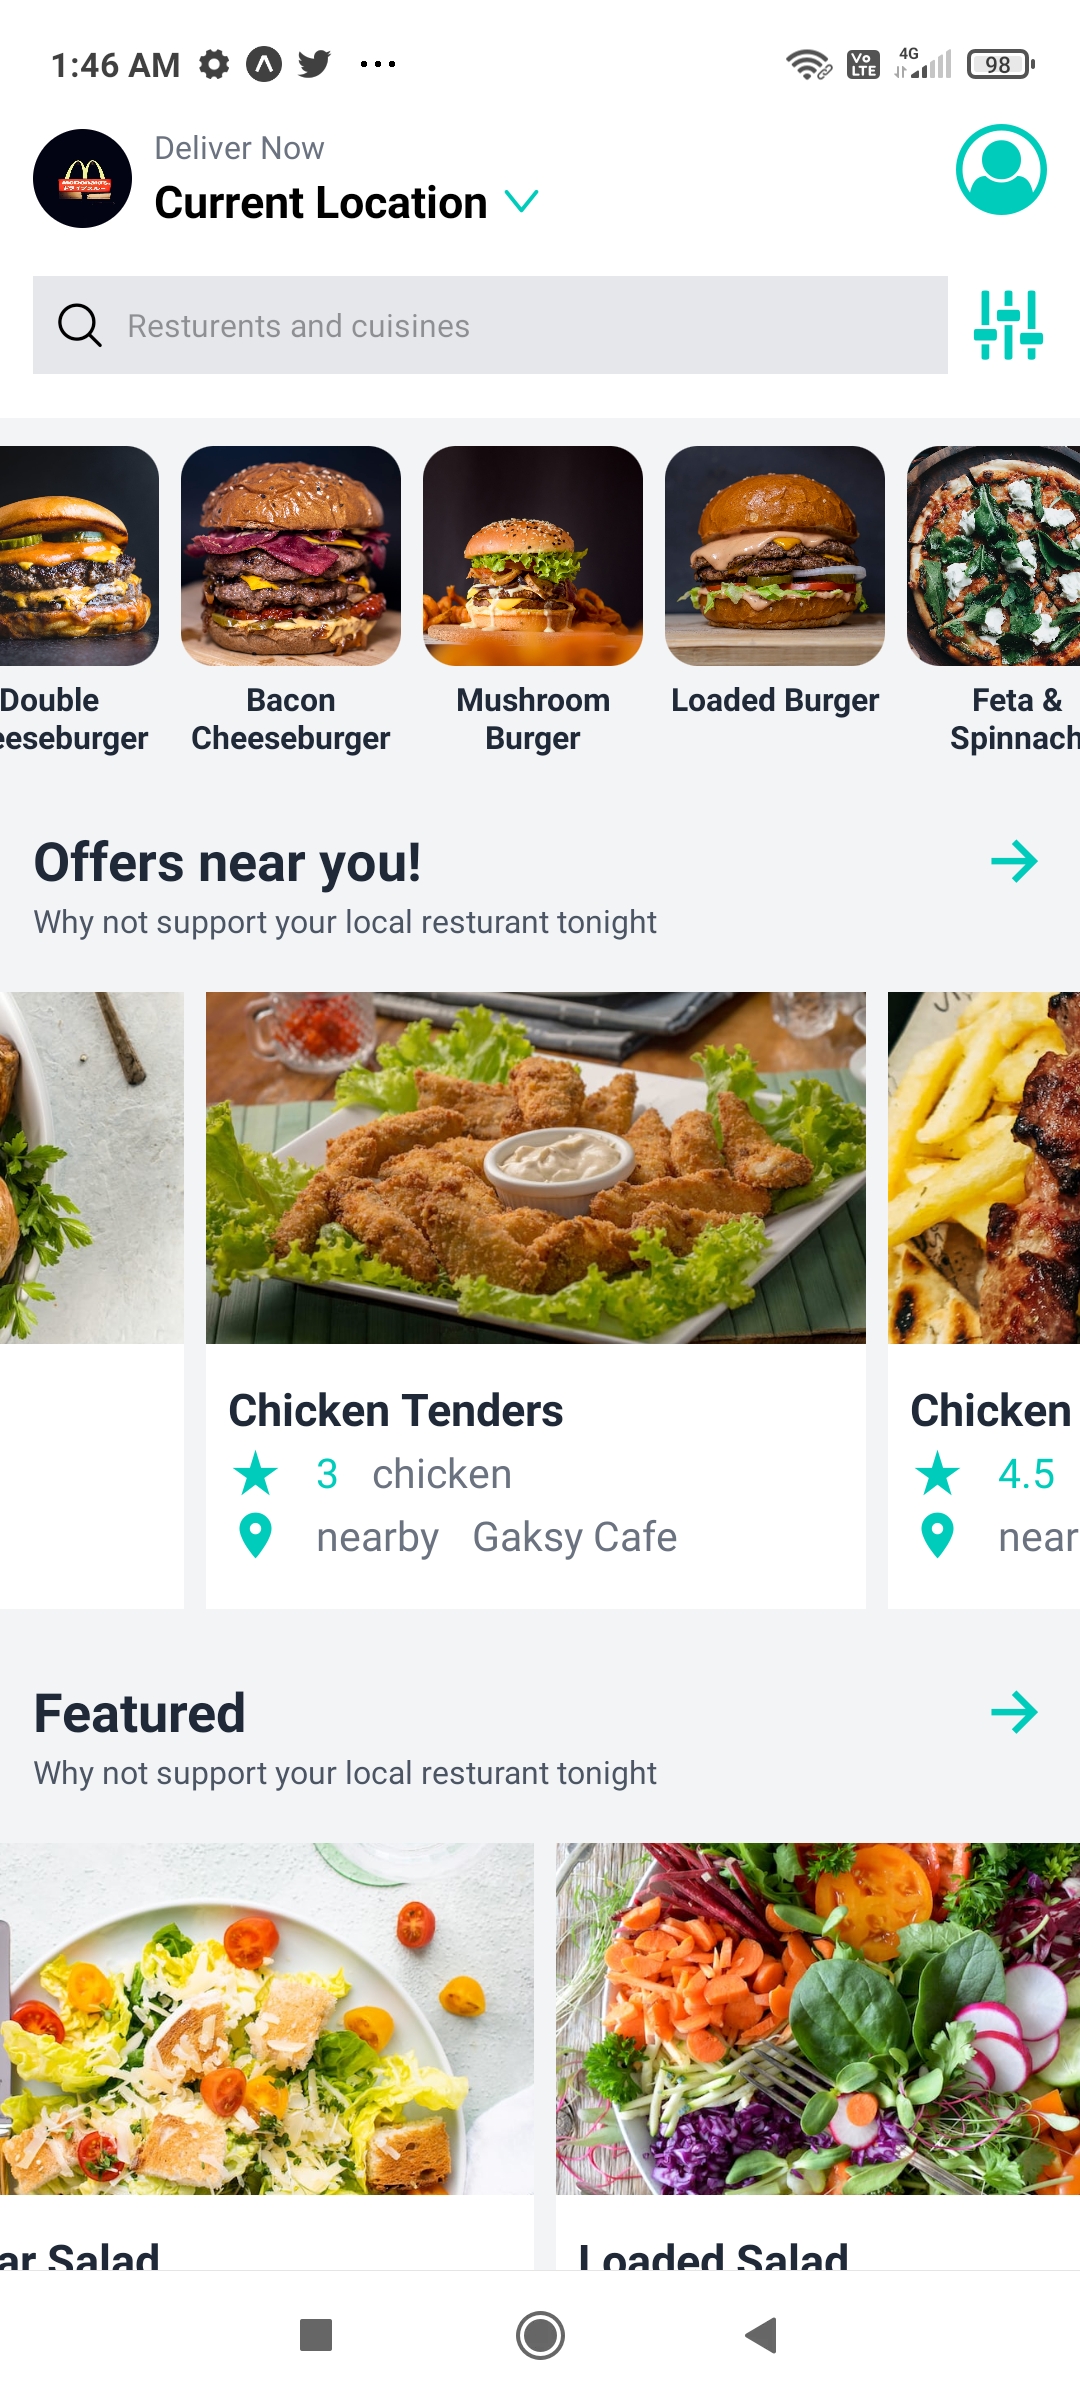 1:46 AM
Vo
LTE
4G
98
Deliver Now
Current Location
Resturents and cuisines
Double
eeseburger
Bacon
Cheeseburger
Mushroom
Burger
Loaded Burger
Feta &
Spinnach
Offers near you!
Why not support your local resturant tonight
Chicken Tenders
3 chicken
nearby Gaksy Cafe
Chicken
4.5
near
Featured
Why not support your local resturant tonight
ar Salad
Loaded Salad